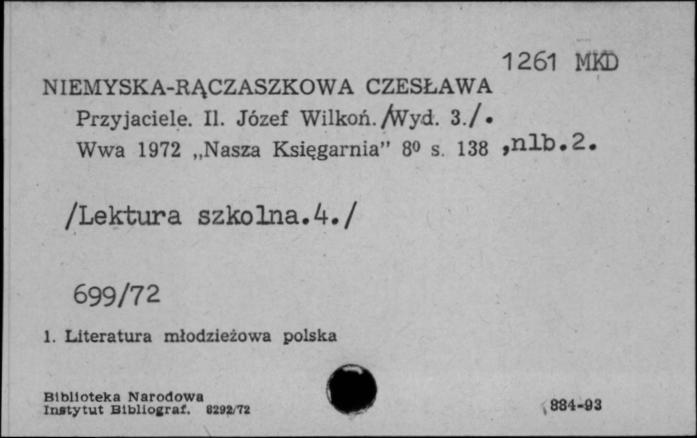 1261 MKD
NIEMYSKA-RĄCZASZKOWA CZESŁAWA
Przyjaciele. Il. Józef Wilkoń. /Wyd. 3./.
Wwa 1972 „Nasza Księgarnia” 8⁰ s. 138 ,nlb.2.
/Lektura szkolna.4./
699/72
1. Literatura młodzieżowa polska
Biblioteka Narodowa
Instytut Bibliograf. 8292/72
884-93